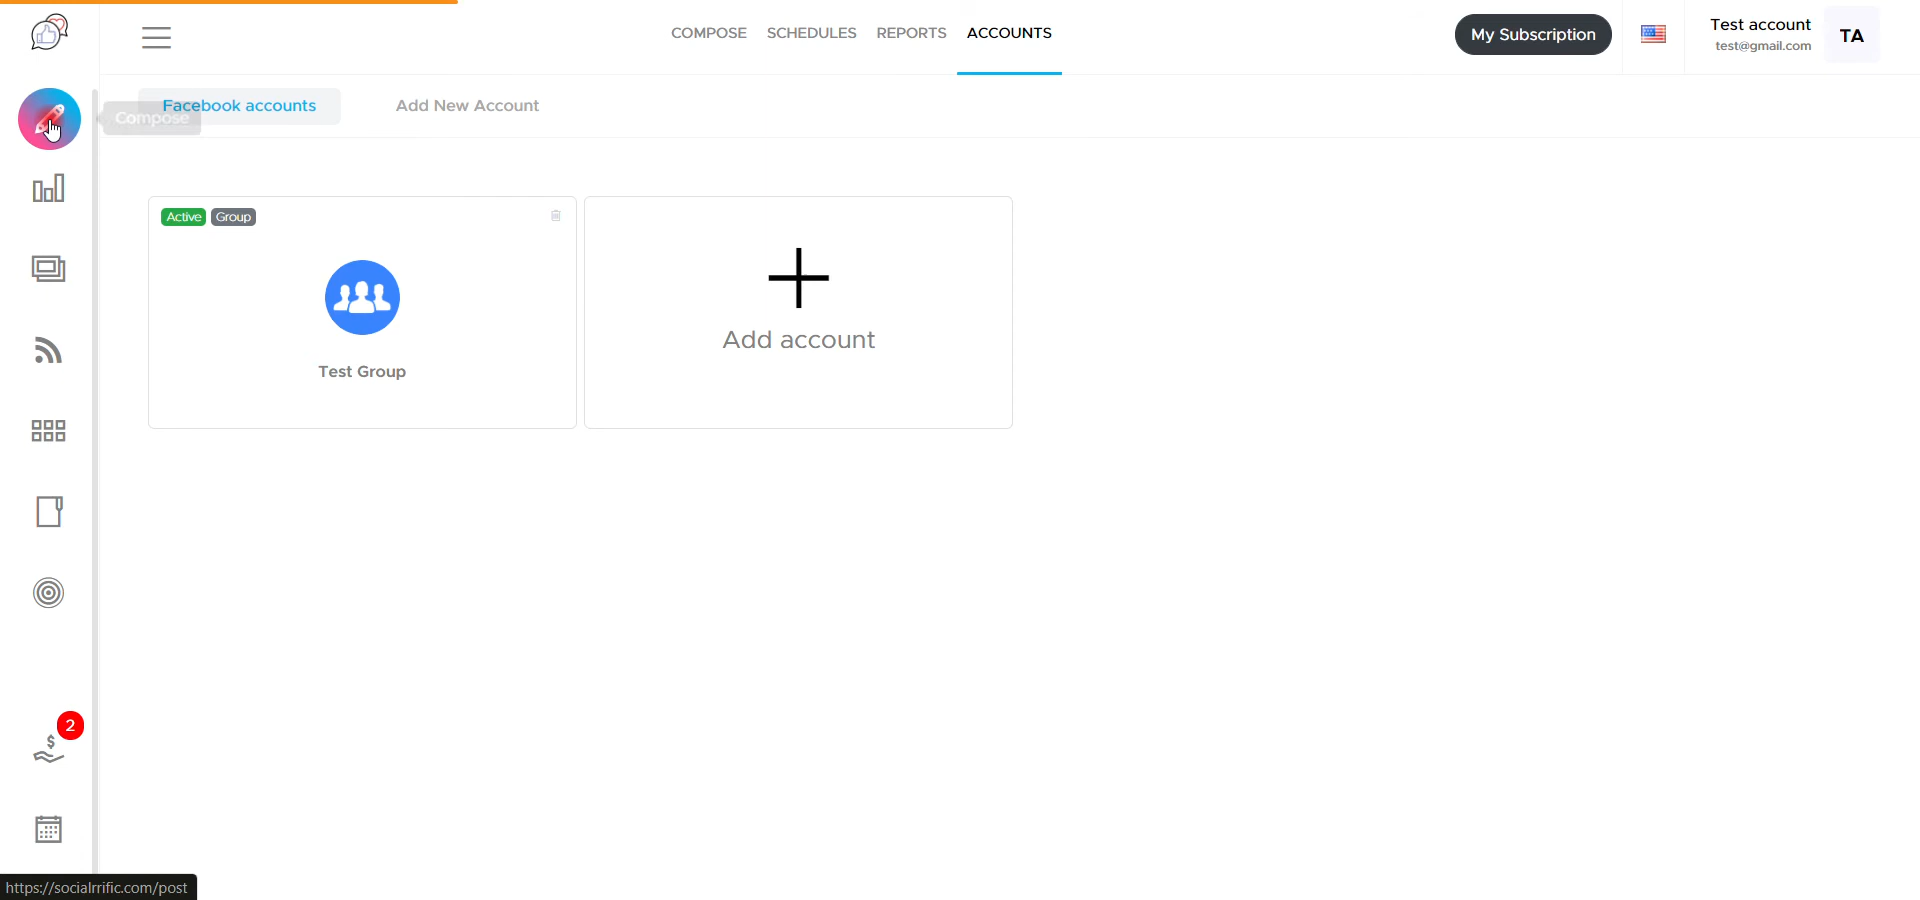 COMPOSE SCHEDULES REPORTS ACCOUNTS
My Subscription
Test account
test@gmail.com
TA
Compose
Facebook accounts
Add New Account
Active Group
Test Group
Add account
2
https://socialrrific.com/post